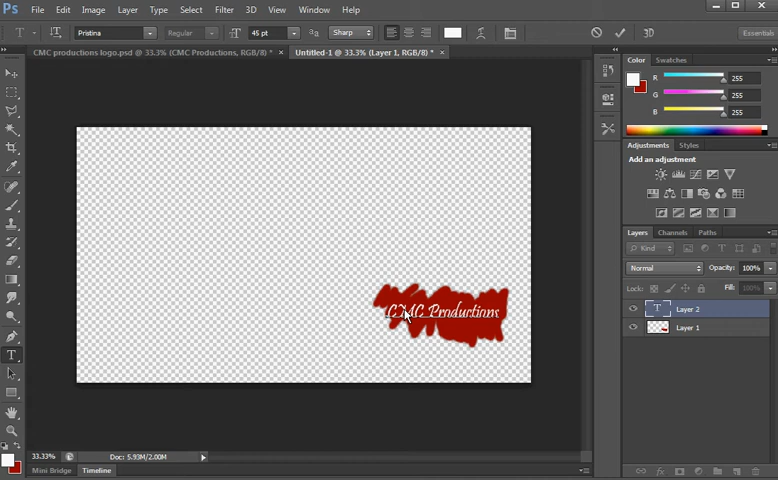 Ps File Edit Image Layer Type Select Filter 3D View Window Help
T Pristina Regular 45 pt aa Sharp 3D Essentials
CMC productions logo.psd @ 33.3% (CMC Productions, RGB/8) * × Untitled-1 @ 33.3% (Layer 1, RGB/8) * ×
Color Swatches
R 255
G 255
B 255
Adjustments Styles
Add an adjustment
Layers Channels Paths
Kind
Normal Opacity: 100%
Lock: Fill: 100%
T Layer 2
Layer 1
CMC Productions
33.33% Doc: 5.93M/2.00M
Mini Bridge Timeline